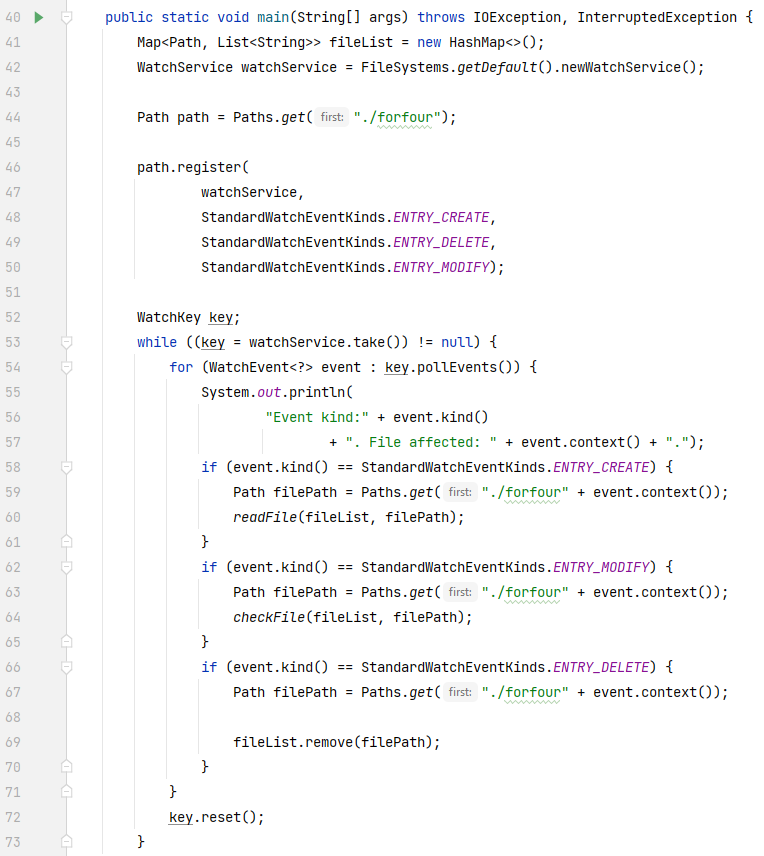 40 public static void main(String[] args) throws IOException, InterruptedException {
41 Map<Path, List<String>> fileList = new HashMap<>();
42 WatchService watchService = FileSystems.getDefault().newWatchService();
43
44 Path path = Paths.get( first: "./forfour");
45
46 path.register(
47 watchService,
48 StandardWatchEventKinds.ENTRY_CREATE,
49 StandardWatchEventKinds.ENTRY_DELETE,
50 StandardWatchEventKinds.ENTRY_MODIFY);
51
52 WatchKey key;
53 while ((key = watchService.take()) != null) {
54 for (WatchEvent<?> event : key.pollEvents()) {
55 System.out.println(
56 "Event kind:" + event.kind()
57 + ". File affected: " + event.context() + ".");
58 if (event.kind() == StandardWatchEventKinds.ENTRY_CREATE) {
59 Path filePath = Paths.get( first: "./forfour" + event.context());
60 readFile(fileList, filePath);
61 }
62 if (event.kind() == StandardWatchEventKinds.ENTRY_MODIFY) {
63 Path filePath = Paths.get( first: "./forfour" + event.context());
64 checkFile(fileList, filePath);
65 }
66 if (event.kind() == StandardWatchEventKinds.ENTRY_DELETE) {
67 Path filePath = Paths.get( first: "./forfour" + event.context());
68
69 fileList.remove(filePath);
70 }
71 }
72 key.reset();
73 }